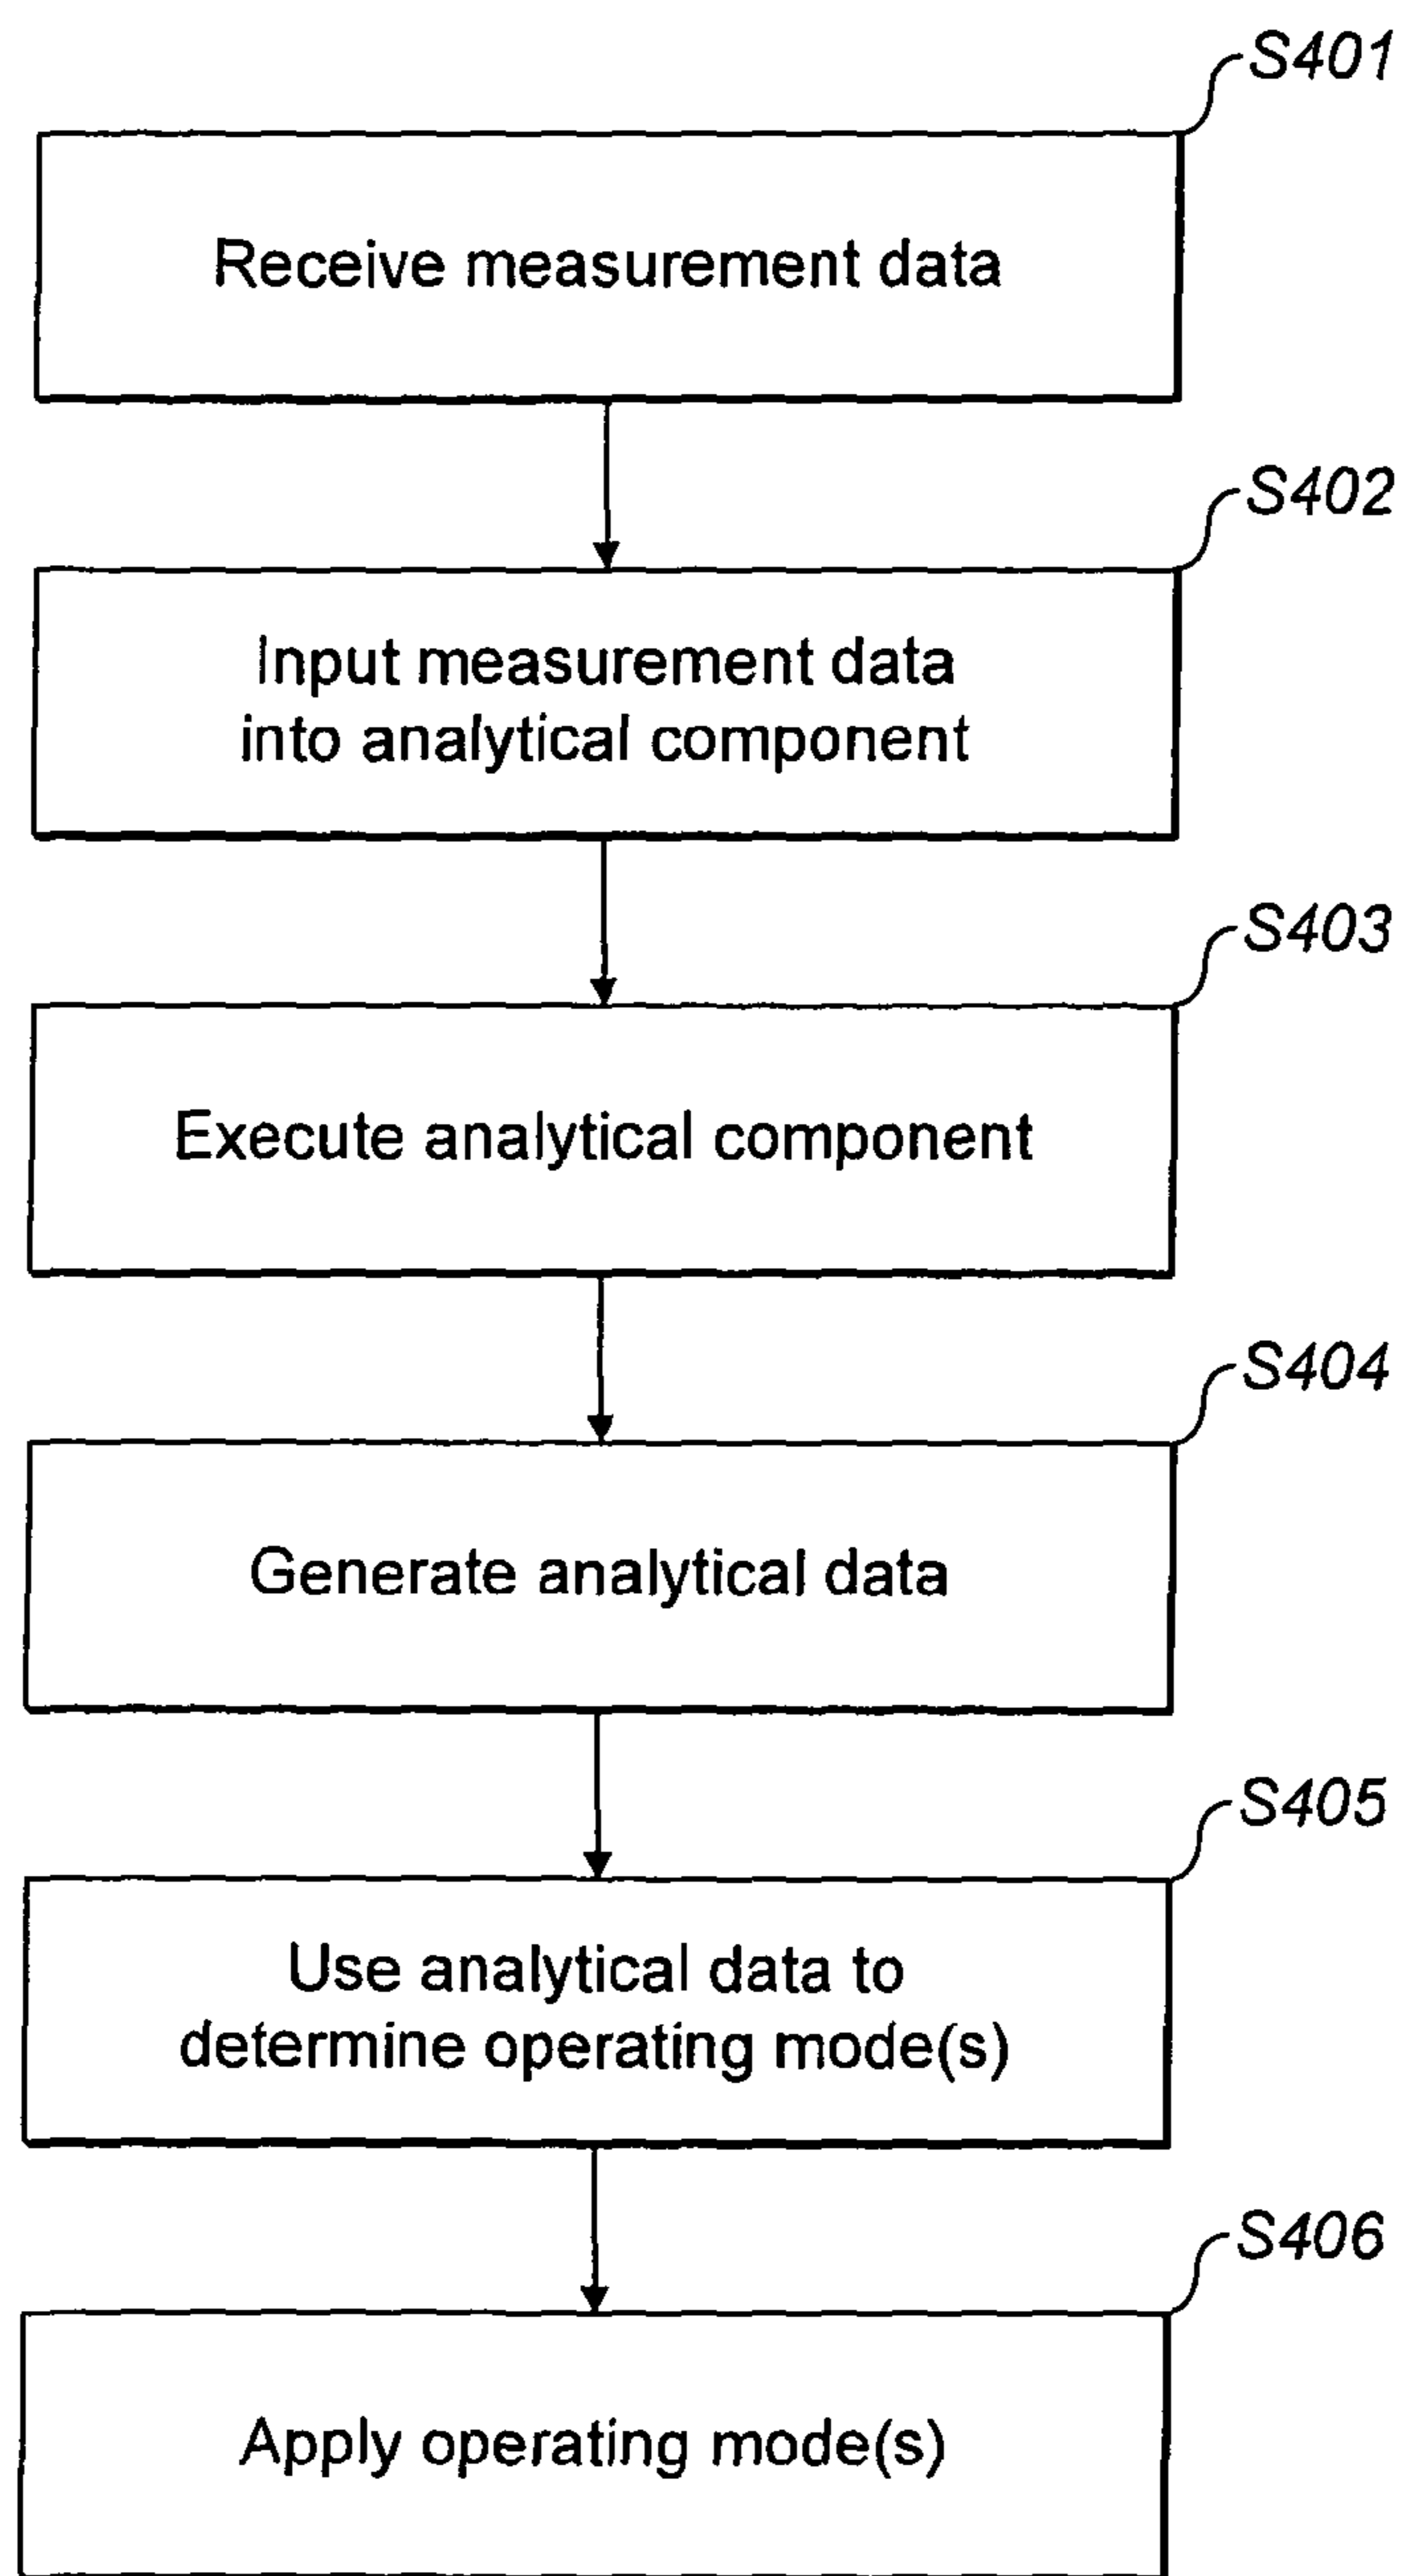 S401
Receive measurement data
S402
Input measurement data
into analytical component
S403
Execute analytical component
S404
Generate analytical data
S405
Use analytical data to
determine operating mode(s)
S406
Apply operating mode(s)